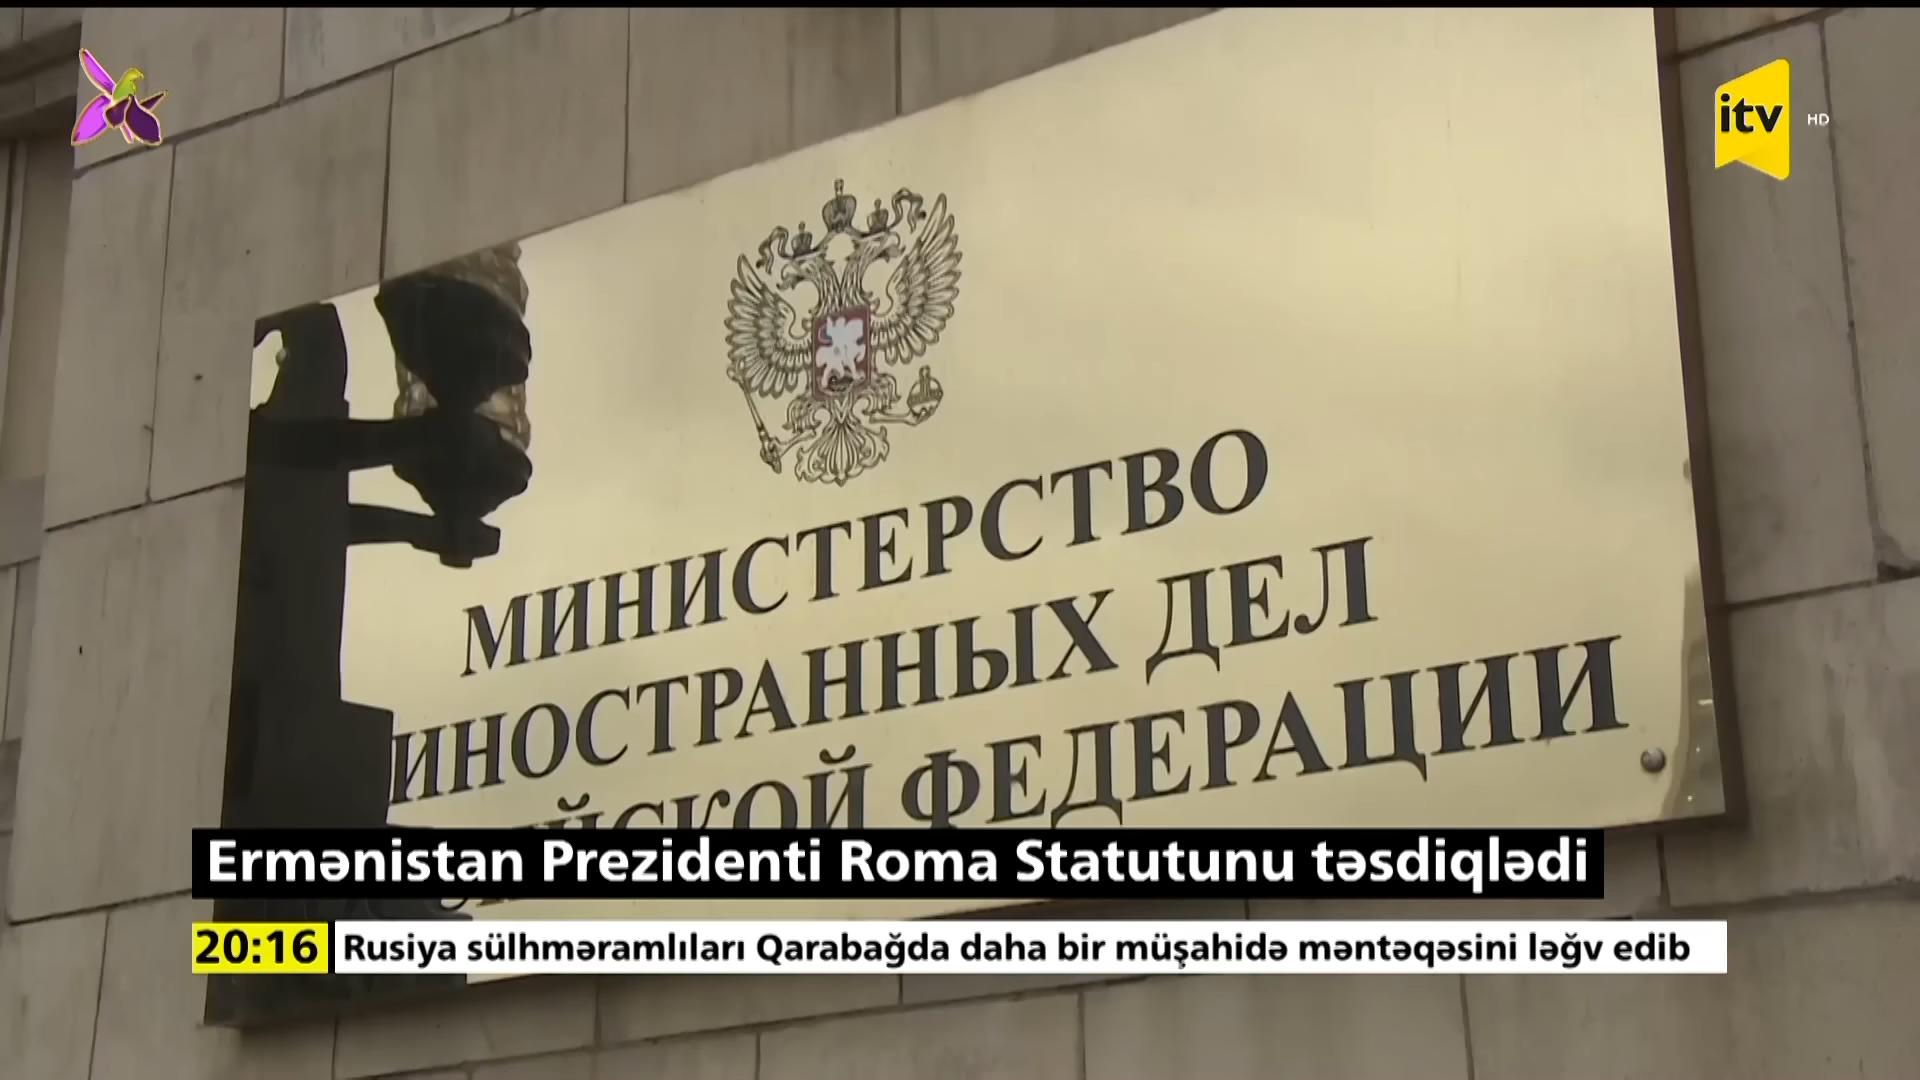 itv HD
МИНИСТЕРСТВО
ИНОСТРАННЫХ ДЕЛ
ФЕДЕРАЦИИ
Ermənistan Prezidenti Roma Statutunu təsdiqlədi
20:16 Rusiya sülhməramlıları Qarabağda daha bir müşahidə məntəqəsini ləğv edib